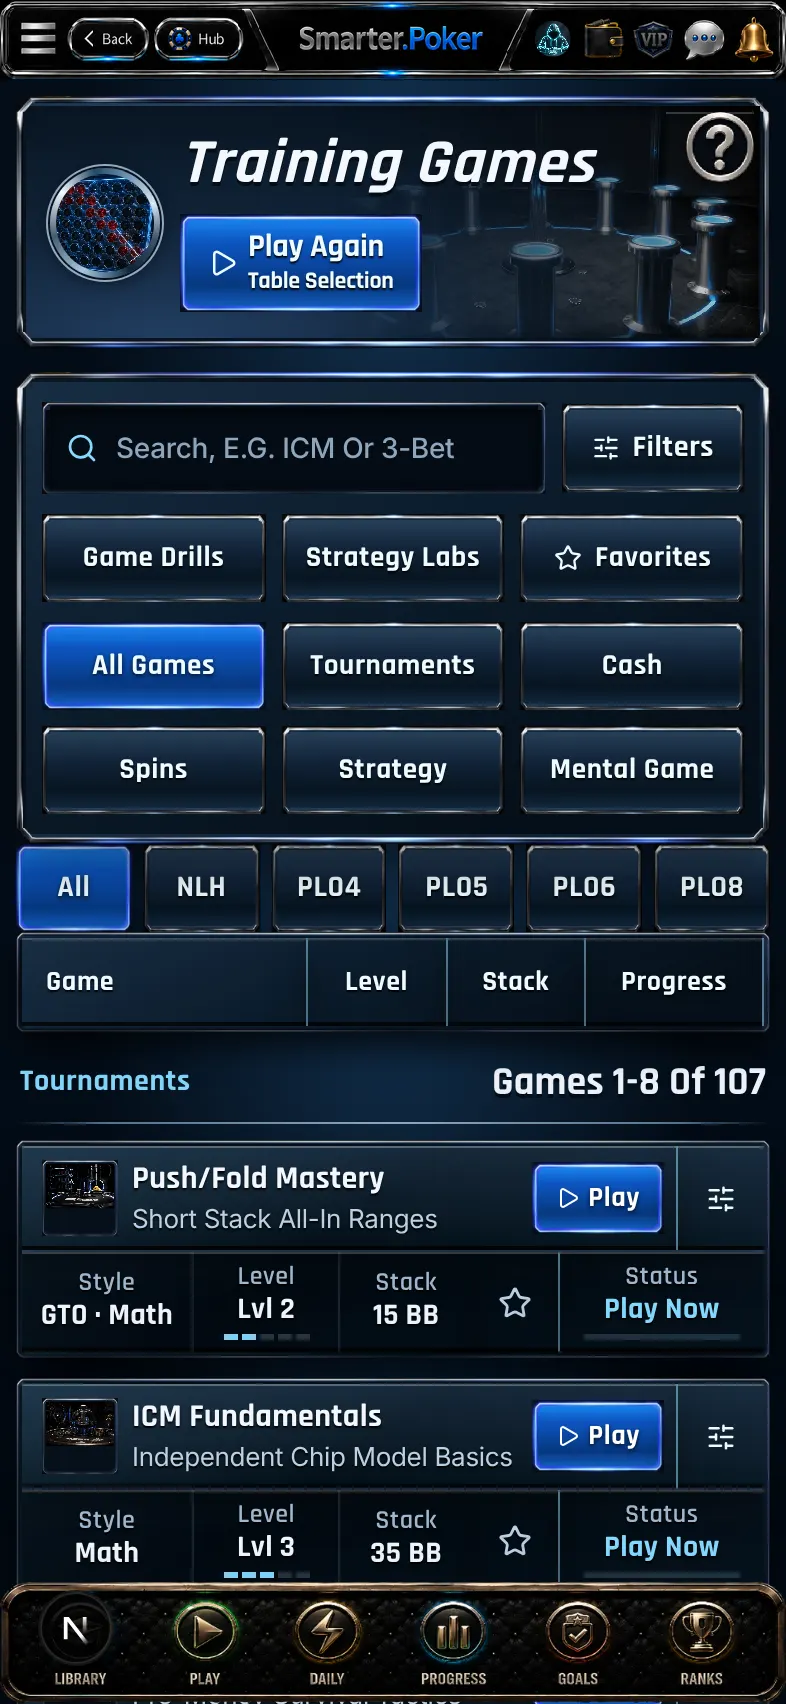 Back
Hub
Smarter.Poker
VIP
Training Games
?
Play Again
Table Selection
Search, E.G. ICM Or 3-Bet
Filters
Game Drills
Strategy Labs
Favorites
All Games
Tournaments
Cash
Spins
Strategy
Mental Game
All
NLH
PLO4
PLO5
PLO6
PLO8
Game
Level
Stack
Progress
Tournaments
Games 1-8 Of 107
Push/Fold Mastery
Short Stack All-In Ranges
Play
Style
GTO · Math
Level
Lvl 2
Stack
15 BB
Status
Play Now
ICM Fundamentals
Independent Chip Model Basics
Play
Style
Math
Level
Lvl 3
Stack
35 BB
Status
Play Now
N
LIBRARY
PLAY
DAILY
PROGRESS
GOALS
RANKS